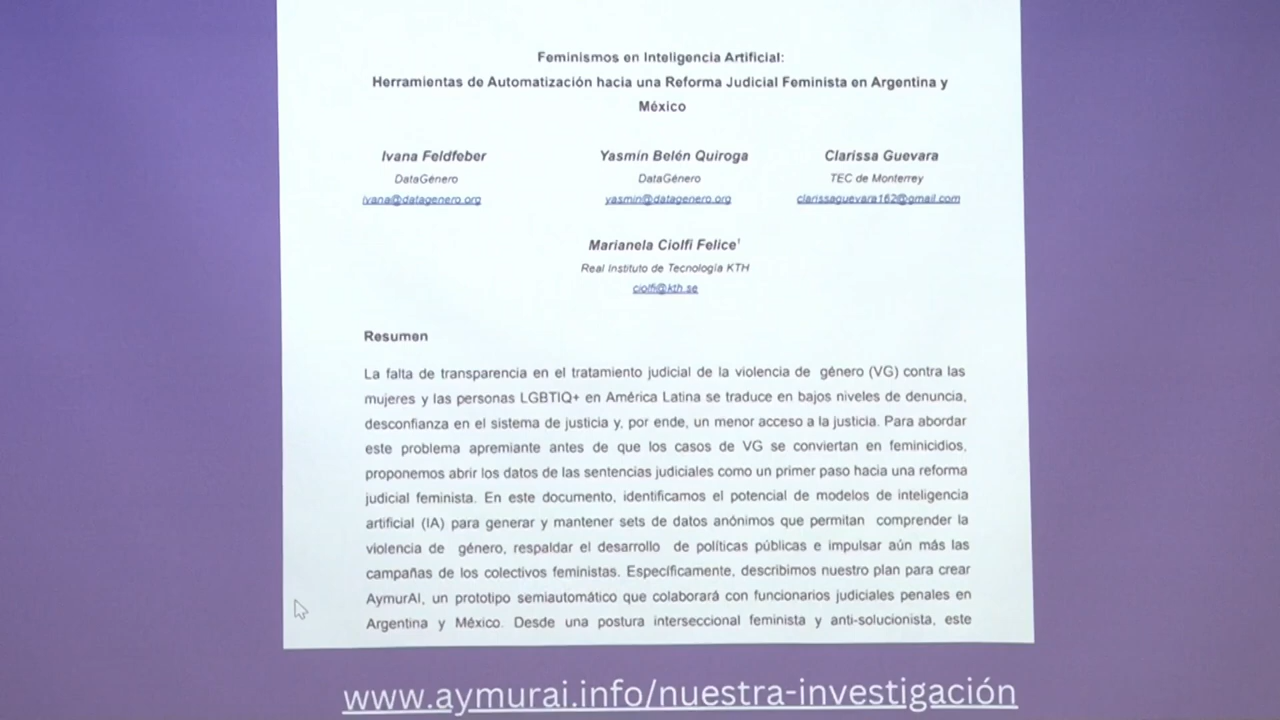 Feminismos en Inteligencia Artificial:
Herramientas de Automatización hacia una Reforma Judicial Feminista en Argentina y
México
Ivana Feldfeber
Yasmín Belén Quiroga
Clarissa Guevara
DataGénero
DataGénero
TEC de Monterrey
ivana@datagenero.org
yasmin@datagenero.org
clarissaguevara162@gmail.com
Marianela Ciolfi Felice¹
Real Instituto de Tecnología KTH
ciolfi@kth.se
Resumen
La falta de transparencia en el tratamiento judicial de la violencia de género (VG) contra las
mujeres y las personas LGBTIQ+ en América Latina se traduce en bajos niveles de denuncia,
desconfianza en el sistema de justicia y, por ende, un menor acceso a la justicia. Para abordar
este problema apremiante antes de que los casos de VG se conviertan en feminicidios,
proponemos abrir los datos de las sentencias judiciales como un primer paso hacia una reforma
judicial feminista. En este documento, identificamos el potencial de modelos de inteligencia
artificial (IA) para generar y mantener sets de datos anónimos que permitan comprender la
violencia de género, respaldar el desarrollo de políticas públicas e impulsar aún más las
campañas de los colectivos feministas. Específicamente, describimos nuestro plan para crear
AymurAI, un prototipo semiautomático que colaborará con funcionarios judiciales penales en
Argentina y México. Desde una postura interseccional feminista y anti-solucionista, este
www.aymurai.info/nuestra-investigación